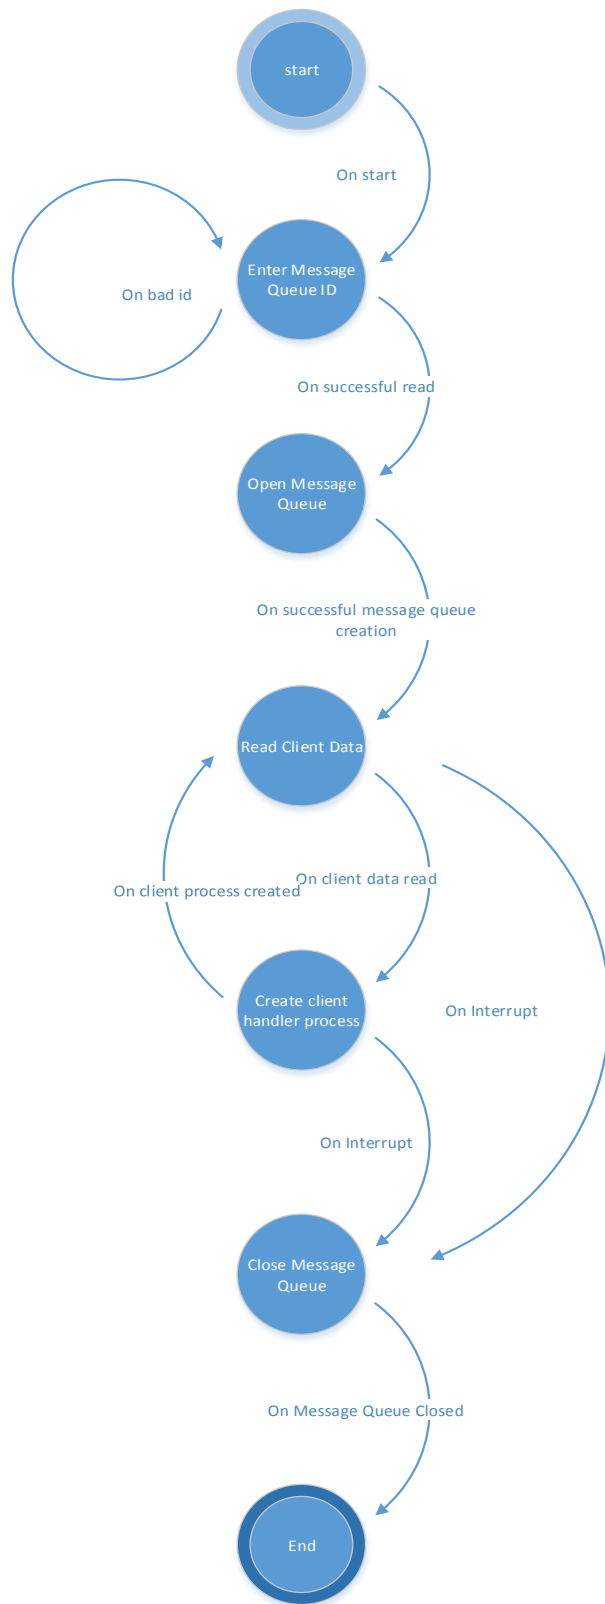 start
On start
Enter Message
Queue ID
On bad id
On successful read
Open Message
Queue
On successful message queue
creation
Read Client Data
On client data read
On client process created
Create client
handler process
On Interrupt
On Interrupt
Close Message
Queue
On Message Queue Closed
End